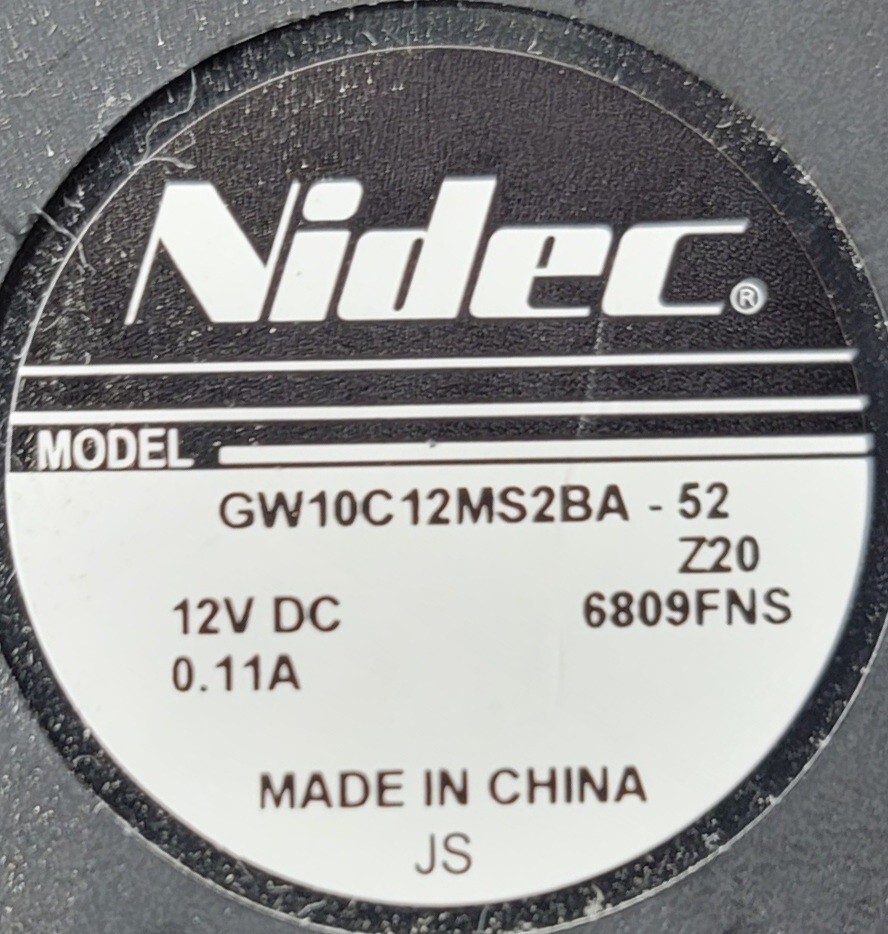 Nidec®
MODEL
GW10C12MS2BA - 52
Z20
12V DC 6809FNS
0.11A
MADE IN CHINA
JS